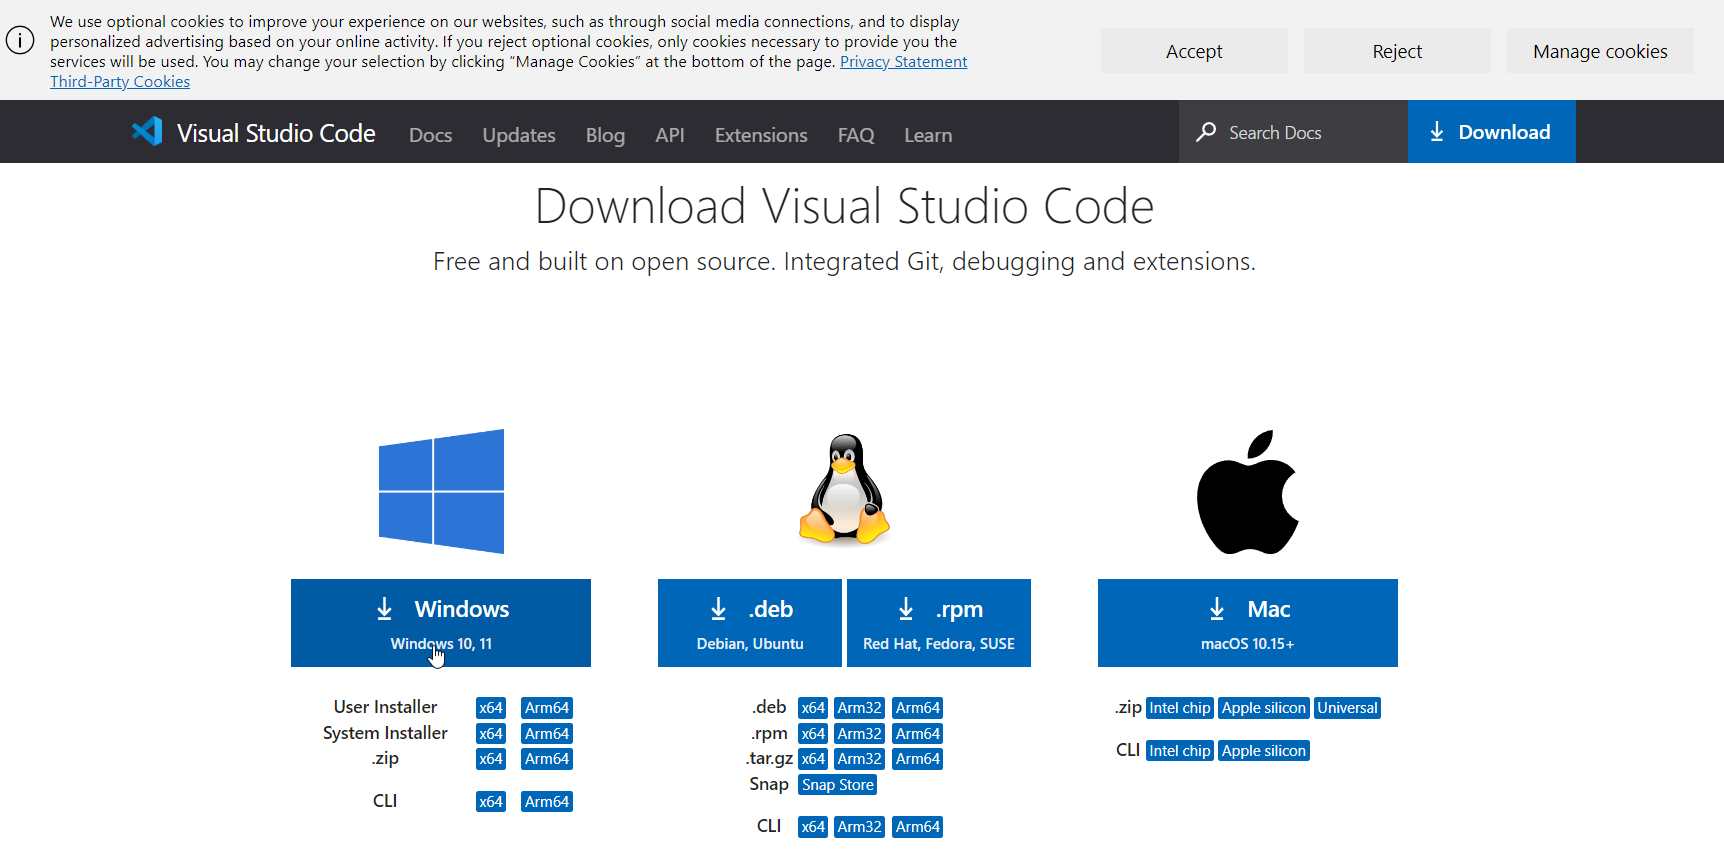 We use optional cookies to improve your experience on our websites, such as through social media connections, and to display
personalized advertising based on your online activity. If you reject optional cookies, only cookies necessary to provide you the
services will be used. You may change your selection by clicking “Manage Cookies” at the bottom of the page. Privacy Statement
Third-Party Cookies
Accept
Reject
Manage cookies
Visual Studio Code
Docs
Updates
Blog
API
Extensions
FAQ
Learn
Search Docs
Download
Download Visual Studio Code
Free and built on open source. Integrated Git, debugging and extensions.
Windows
Windows 10, 11
User Installer x64 Arm64
System Installer x64 Arm64
.zip x64 Arm64
CLI x64 Arm64
.deb
Debian, Ubuntu
.rpm
Red Hat, Fedora, SUSE
.deb x64 Arm32 Arm64
.rpm x64 Arm32 Arm64
.tar.gz x64 Arm32 Arm64
Snap Snap Store
CLI x64 Arm32 Arm64
Mac
macOS 10.15+
.zip Intel chip Apple silicon Universal
CLI Intel chip Apple silicon